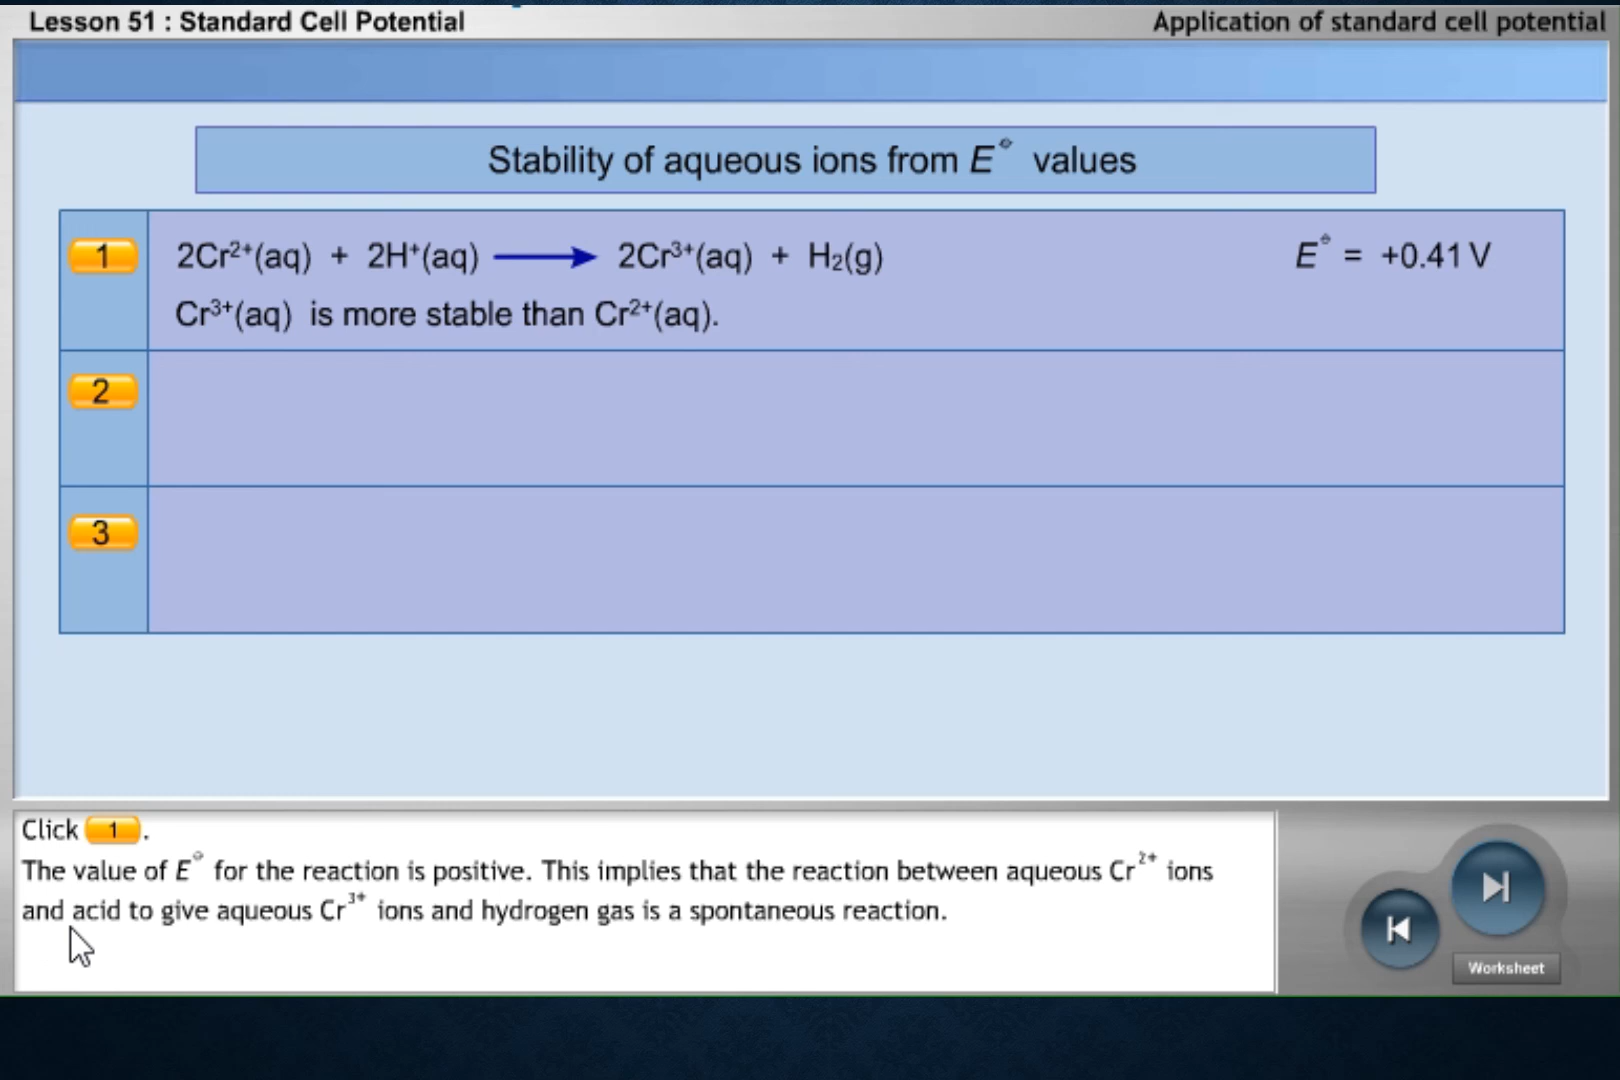 Lesson 51 : Standard Cell Potential
Application of standard cell potential
Stability of aqueous ions from E⦵ values
1
2Cr²⁺(aq) + 2H⁺(aq) ⟶ 2Cr³⁺(aq) + H₂(g) E⦵ = +0.41 V
Cr³⁺(aq) is more stable than Cr²⁺(aq).
2
3
Click 1 .
The value of E⦵ for the reaction is positive. This implies that the reaction between aqueous Cr²⁺ ions
and acid to give aqueous Cr³⁺ ions and hydrogen gas is a spontaneous reaction.
Worksheet